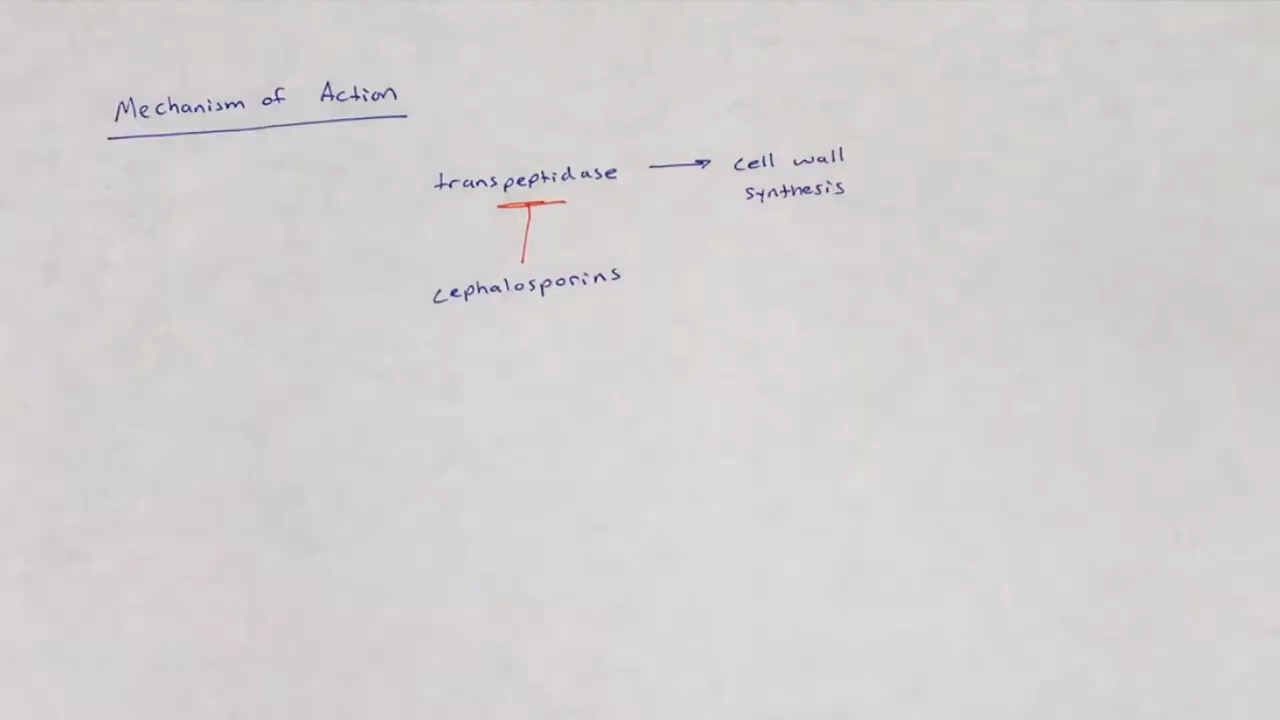 Mechanism of Action
transpeptidase → cell wall
synthesis
cephalosporins